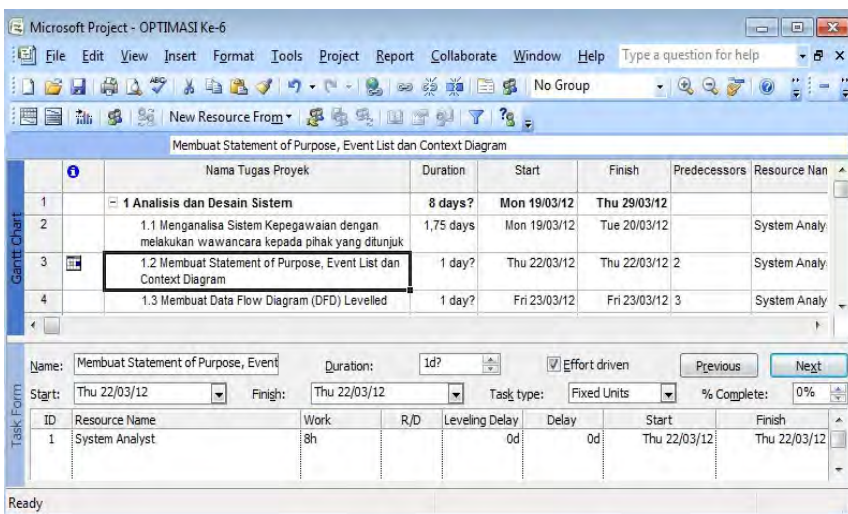 Microsoft Project - OPTIMASI Ke-6
File Edit View Insert Format Tools Project Report Collaborate Window Help Type a question for help
No Group
New Resource From
Membuat Statement of Purpose, Event List dan Context Diagram
Nama Tugas Proyek Duration Start Finish Predecessors Resource Nan
1 1 Analisis dan Desain Sistem 8 days? Mon 19/03/12 Thu 29/03/12
2 1.1 Menganalisa Sistem Kepegawaian dengan 1,75 days Mon 19/03/12 Tue 20/03/12 System Analy
melakukan wawancara kepada pihak yang ditunjuk
3 1.2 Membuat Statement of Purpose, Event List dan 1 day? Thu 22/03/12 Thu 22/03/12 2 System Analy
Context Diagram
4 1.3 Membuat Data Flow Diagram (DFD) Levelled 1 day? Fri 23/03/12 Fri 23/03/12 3 System Analy
Gantt Chart
Name: Membuat Statement of Purpose, Event Duration: 1d? Effort driven Previous Next
Start: Thu 22/03/12 Finish: Thu 22/03/12 Task type: Fixed Units % Complete: 0%
ID Resource Name Work R/D Leveling Delay Delay Start Finish
1 System Analyst 8h 0d 0d Thu 22/03/12 Thu 22/03/12
Task Form
Ready